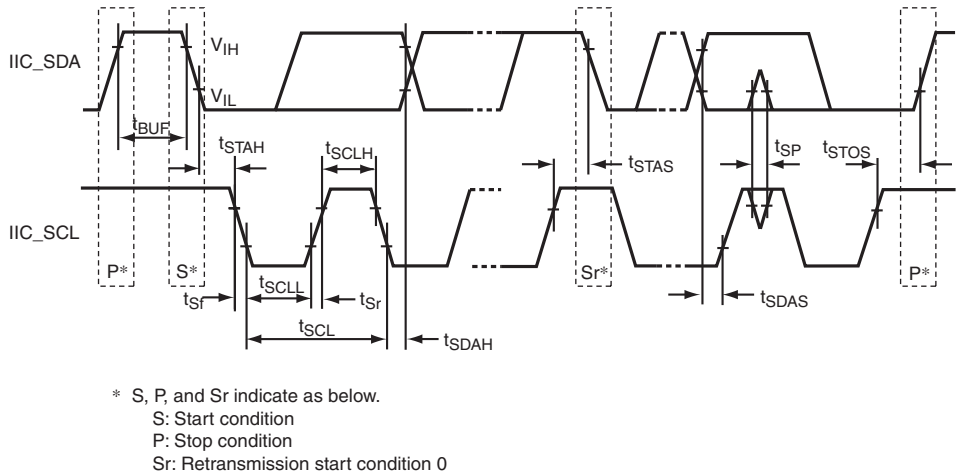 IIC_SDA
VIH
VIL
tBUF
tSTAH
tSCLH
tSTAS
tSP
tSTOS
IIC_SCL
P*
S*
Sr*
P*
tSf
tSCLL
tSr
tSDAS
tSCL
tSDAH
* S, P, and Sr indicate as below.
S: Start condition
P: Stop condition
Sr: Retransmission start condition 0